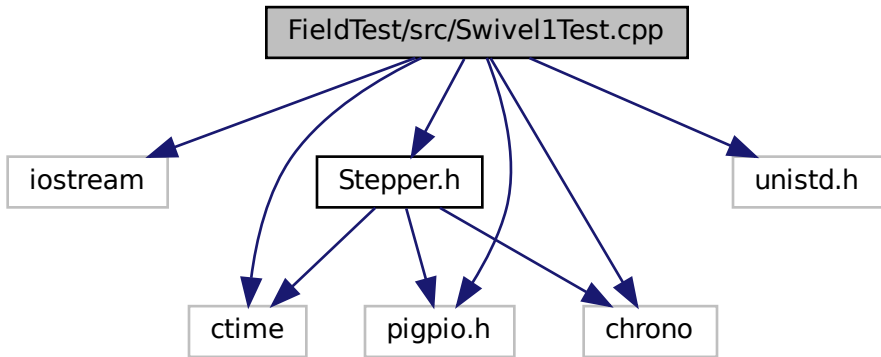 FieldTest/src/Swivel1Test.cpp
iostream
Stepper.h
unistd.h
ctime
pigpio.h
chrono